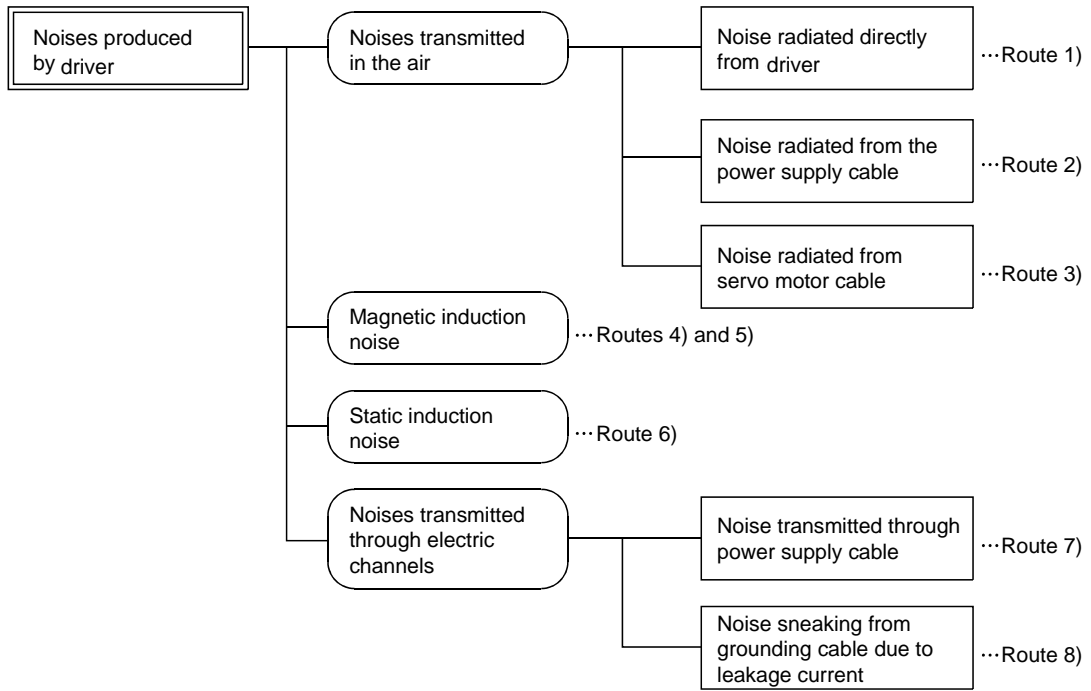 Noises produced
by driver
Noises transmitted
in the air
Noise radiated directly
from driver
…Route 1)
Noise radiated from the
power supply cable
…Route 2)
Noise radiated from
servo motor cable
…Route 3)
Magnetic induction
noise
…Routes 4) and 5)
Static induction
noise
…Route 6)
Noises transmitted
through electric
channels
Noise transmitted through
power supply cable
…Route 7)
Noise sneaking from
grounding cable due to
leakage current
…Route 8)